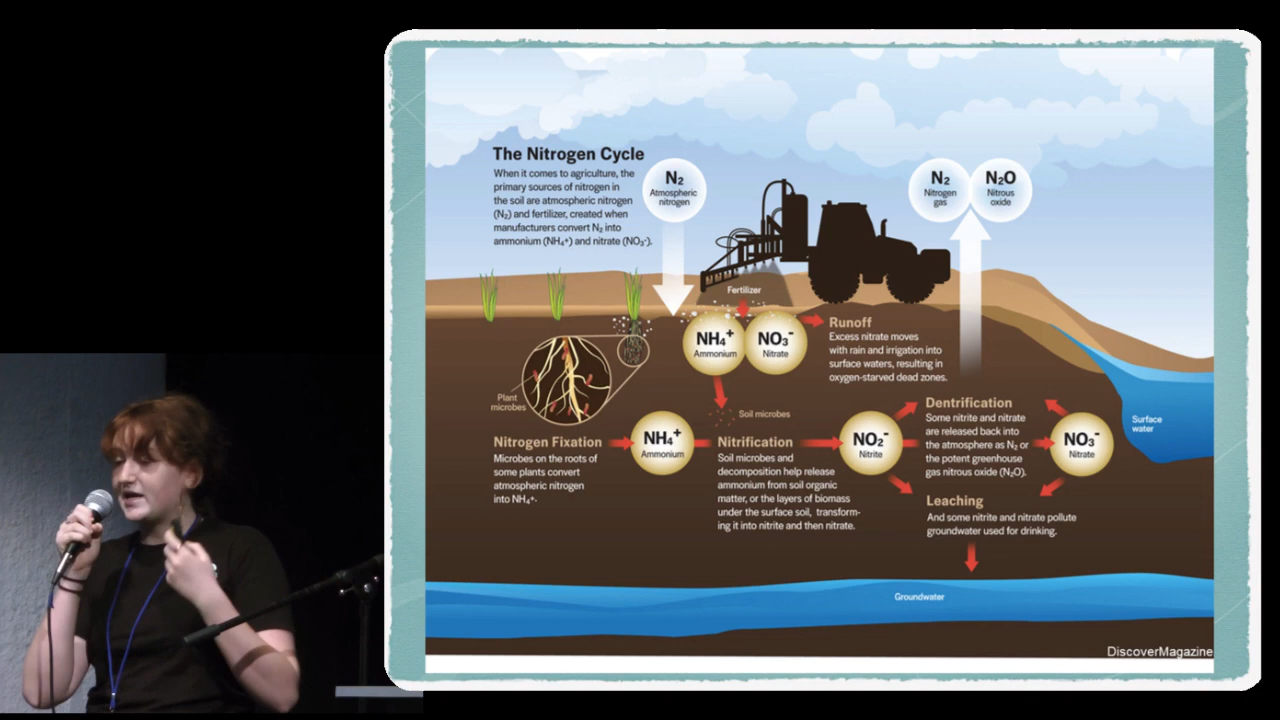 The Nitrogen Cycle
When it comes to agriculture, the
primary sources of nitrogen in
the soil are atmospheric nitrogen
(N₂) and fertilizer, created when
manufacturers convert N₂ into
ammonium (NH₄⁺) and nitrate (NO₃⁻).
N₂
Atmospheric
nitrogen
N₂
Nitrogen
gas
N₂O
Nitrous
oxide
Fertilizer
NH₄⁺
Ammonium
NO₃⁻
Nitrate
Runoff
Excess nitrate moves
with rain and irrigation into
surface waters, resulting in
oxygen-starved dead zones.
Plant
microbes
Soil microbes
Surface
water
Nitrogen Fixation
Microbes on the roots of
some plants convert
atmospheric nitrogen
into NH₄⁺.
NH₄⁺
Ammonium
Nitrification
Soil microbes and
decomposition help release
ammonium from soil organic
matter, or the layers of biomass
under the surface soil, transform-
ing it into nitrite and then nitrate.
NO₂⁻
Nitrite
Dentrification
Some nitrite and nitrate
are released back into
the atmosphere as N₂ or
the potent greenhouse
gas nitrous oxide (N₂O).
NO₃⁻
Nitrate
Leaching
And some nitrite and nitrate pollute
groundwater used for drinking.
Groundwater
DiscoverMagazine